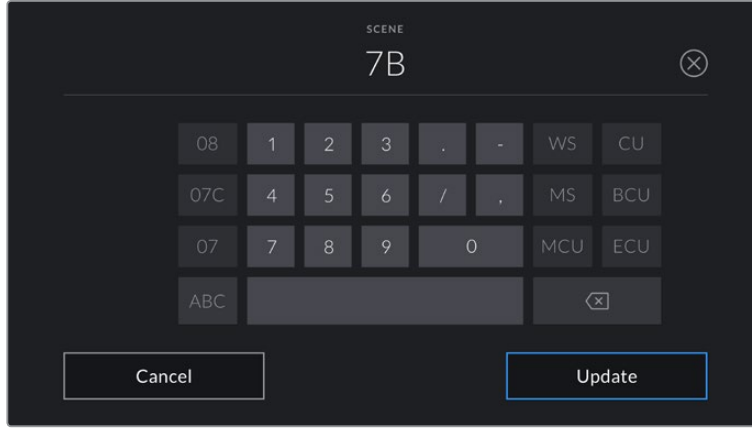 SCENE
7B
08 1 2 3 . - WS CU
07C 4 5 6 / , MS BCU
07 7 8 9 0 MCU ECU
ABC
Cancel Update